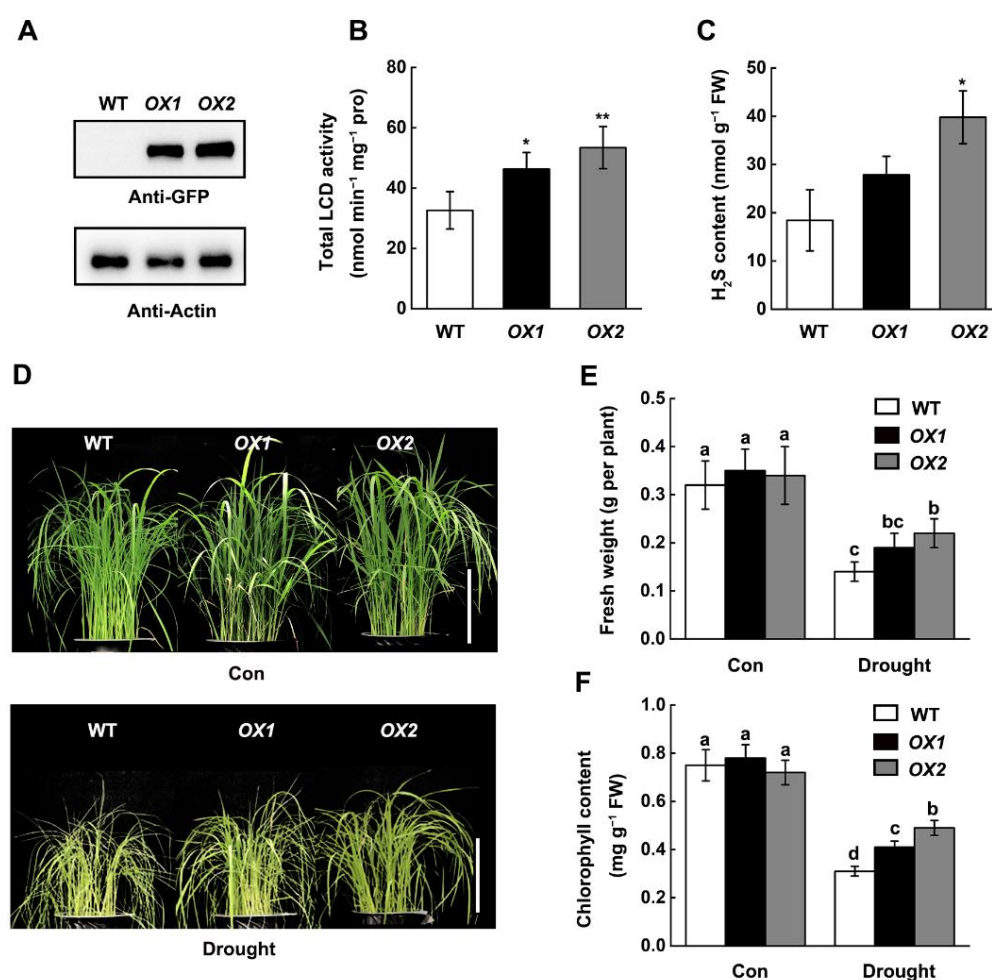 A
WT OX1 OX2
Anti-GFP
Anti-Actin
B
Total LCD activity
(nmol min⁻¹ mg⁻¹ pro)
80
60
40
20
0
*
**
WT OX1 OX2
C
H₂S content (nmol g⁻¹ FW)
50
40
30
20
10
0
*
WT OX1 OX2
D
WT OX1 OX2
Con
WT OX1 OX2
Drought
E
Fresh weight (g per plant)
0.5
0.4
0.3
0.2
0.1
0.0
WT
OX1
OX2
a a a
c bc b
Con Drought
F
Chlorophyll content
(mg g⁻¹ FW)
1.0
0.8
0.6
0.4
0.2
0.0
WT
OX1
OX2
a a a
d c b
Con Drought